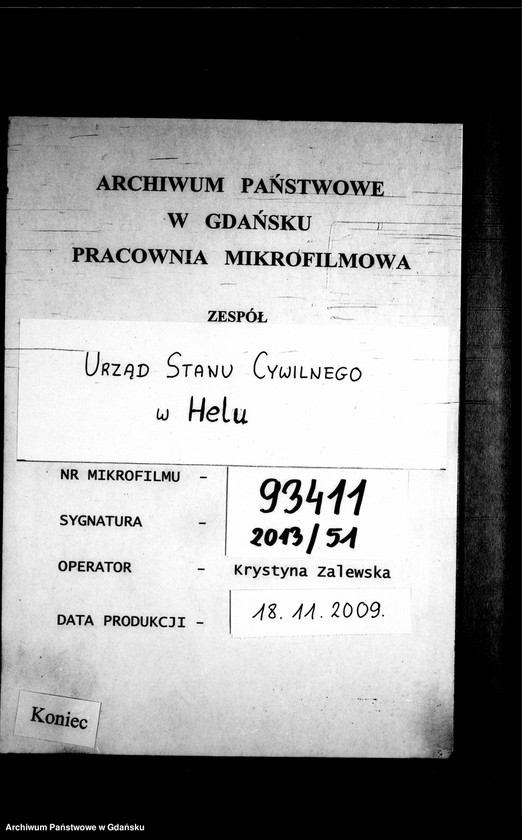 ARCHIWUM PAŃSTWOWE
W GDAŃSKU
PRACOWNIA MIKROFILMOWA
ZESPÓŁ
URZĄD STANU CYWILNEGO
w Helu
NR MIKROFILMU - 93411
SYGNATURA - 2013/51
OPERATOR - Krystyna Zalewska
DATA PRODUKCJI - 18.11.2009.
Koniec
Archiwum Państwowe w Gdańsku